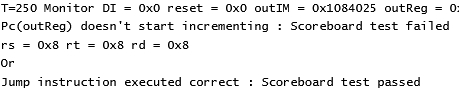 T=250 Monitor DI = 0x0 reset = 0x0 outIM = 0x1084025 outReg = 0x
Pc(outReg) doesn't start incrementing : Scoreboard test failed
rs = 0x8 rt = 0x8 rd = 0x8
Or
Jump instruction executed correct : Scoreboard test passed